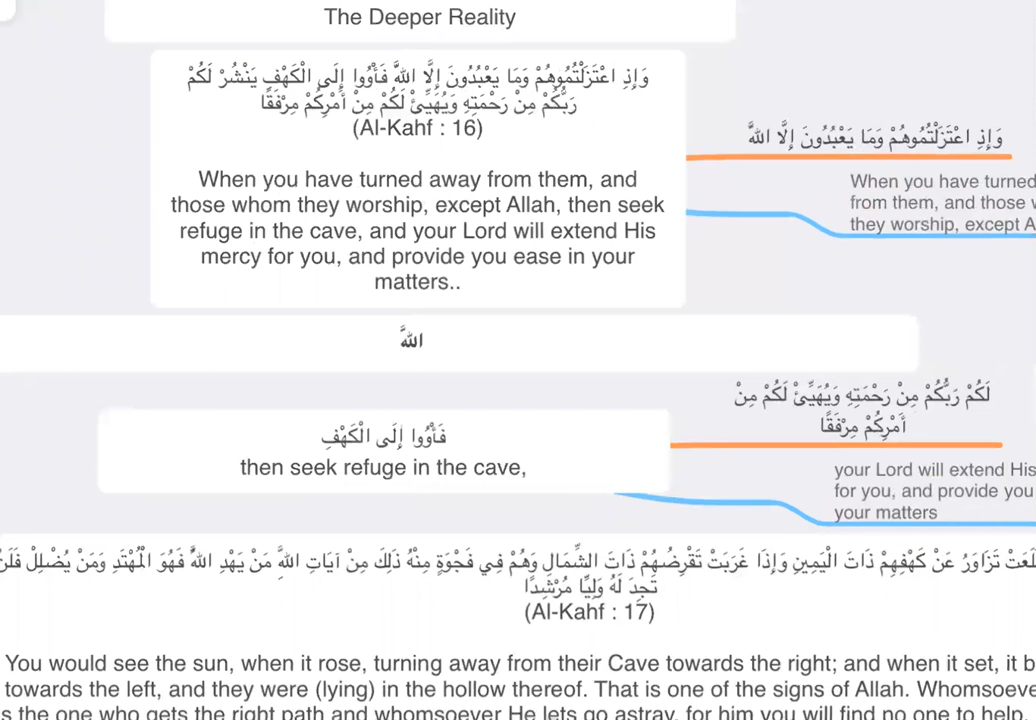 The Deeper Reality
وَإِذِ اعْتَزَلْتُمُوهُمْ وَمَا يَعْبُدُونَ إِلَّا اللَّهَ فَأْوُوا إِلَى الْكَهْفِ يَنْشُرْ لَكُمْ
رَبُّكُمْ مِنْ رَحْمَتِهِ وَيُهَيِّئْ لَكُمْ مِنْ أَمْرِكُمْ مِرْفَقًا
(Al-Kahf : 16)
When you have turned away from them, and
those whom they worship, except Allah, then seek
refuge in the cave, and your Lord will extend His
mercy for you, and provide you ease in your
matters..
وَإِذِ اعْتَزَلْتُمُوهُمْ وَمَا يَعْبُدُونَ إِلَّا اللَّهَ
When you have turned
from them, and those
they worship, except
اللَّهَ
فَأْوُوا إِلَى الْكَهْفِ
then seek refuge in the cave,
لَكُمْ رَبُّكُمْ مِنْ رَحْمَتِهِ وَيُهَيِّئْ لَكُمْ مِنْ
أَمْرِكُمْ مِرْفَقًا
your Lord will extend His
for you, and provide you
your matters
تَزَاوَرُ عَنْ كَهْفِهِمْ ذَاتَ الْيَمِينِ وَإِذَا غَرَبَتْ تَقْرِضُهُمْ ذَاتَ الشِّمَالِ وَهُمْ فِي فَجْوَةٍ مِنْهُ ذَلِكَ مِنْ آيَاتِ اللَّهِ مَنْ يَهْدِ اللَّهُ فَهُوَ الْمُهْتَدِ وَمَنْ يُضْلِلْ فَلَنْ
تَجِدَ لَهُ وَلِيًّا مُرْشِدًا
(Al-Kahf : 17)
You would see the sun, when it rose, turning away from their Cave towards the right; and when it set, it
towards the left, and they were (lying) in the hollow thereof. That is one of the signs of Allah.
the one who gets the right path and whomsoever He lets go astray, for him you will find no one to help,